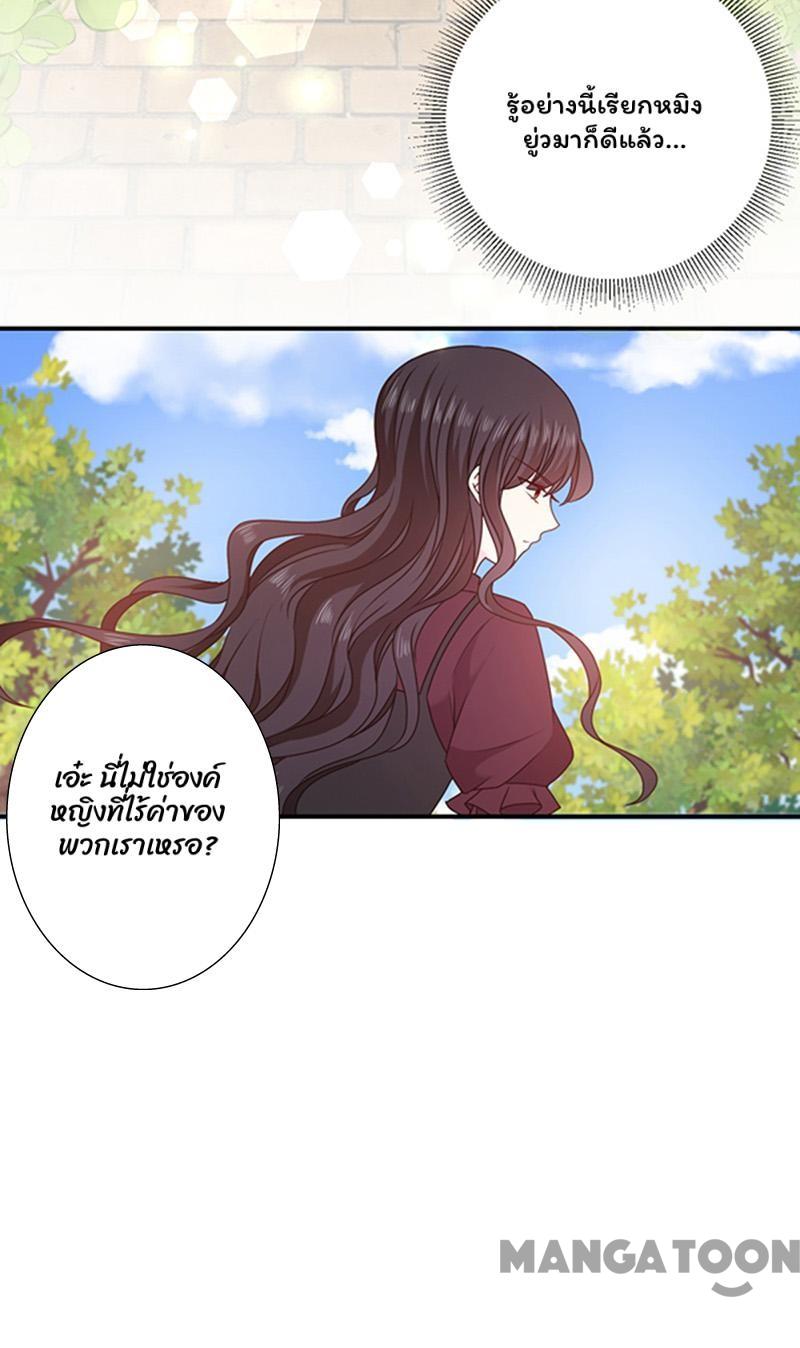 รู้อย่างนี้เรียกหมิง
ยู่วมาก็ดีแล้ว...
เอ๋ะ นี่ไม่ใช่องค์
หญิงที่ไร้ค่าของ
พวกเราเหรอ?
MANGATOON